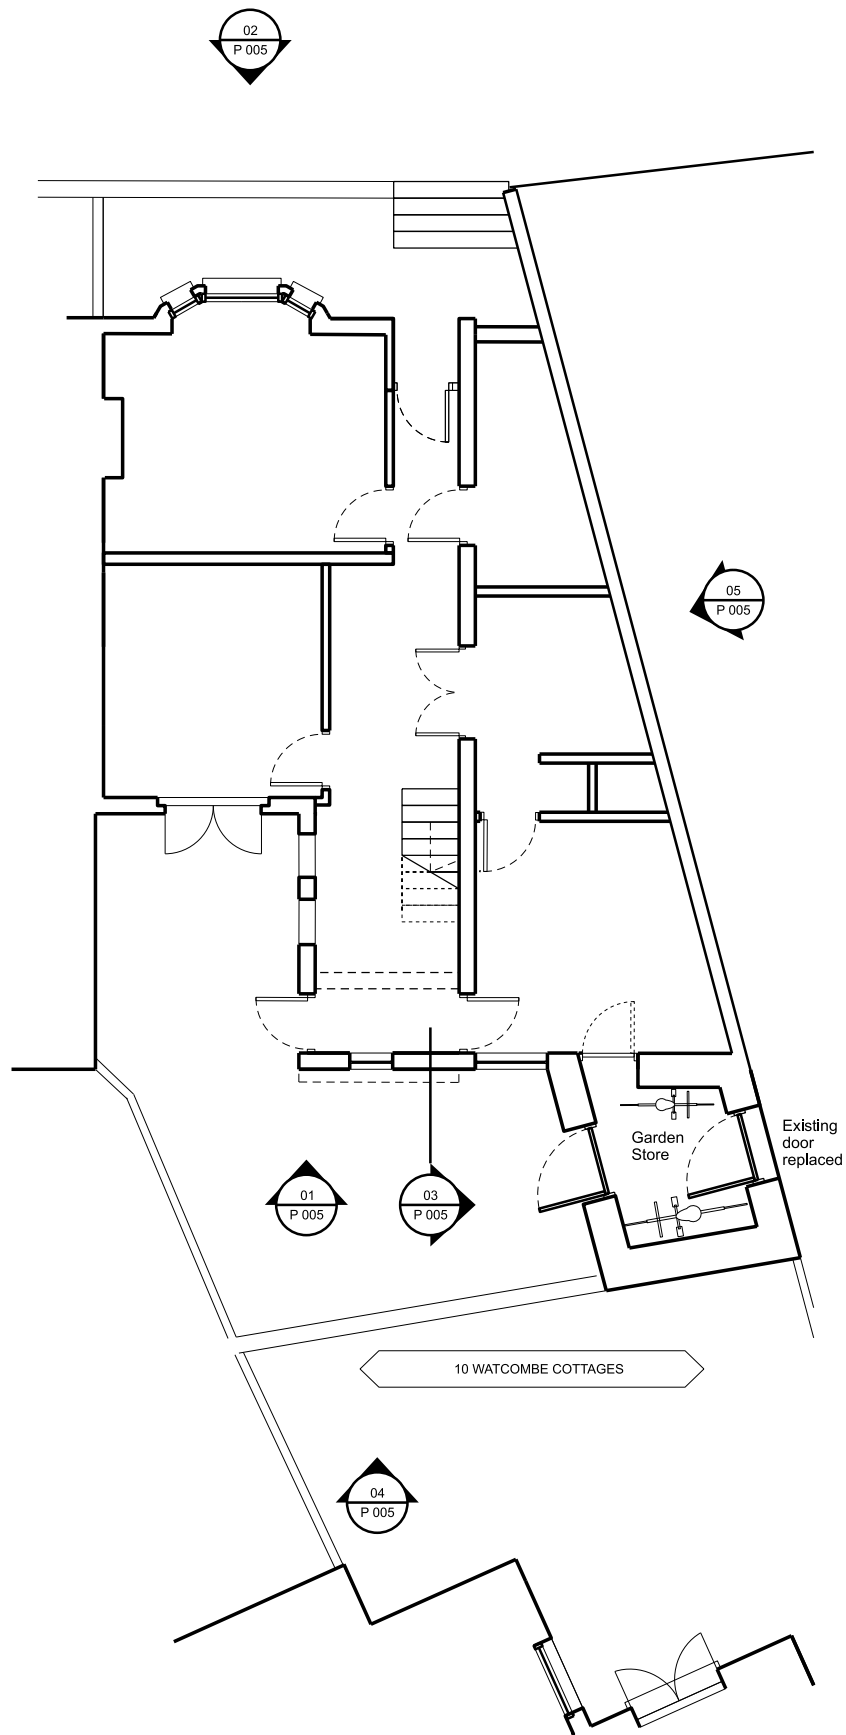 02
P 005
05
P 005
Existing
door
replaced
Garden
Store
01
P 005
03
P 005
10 WATCOMBE COTTAGES
04
P 005